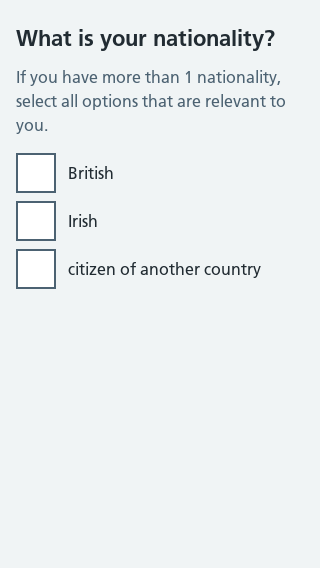 What is your nationality?
If you have more than 1 nationality,
select all options that are relevant to
you.
British
Irish
citizen of another country